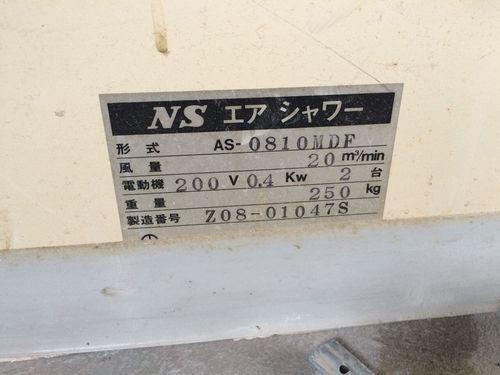 NS エア シャワー
形式 AS-0810MDF
風量 20 m³/min
電動機 200 V 0.4 Kw 2 台
重量 250 kg
製造番号 Z08-01047S